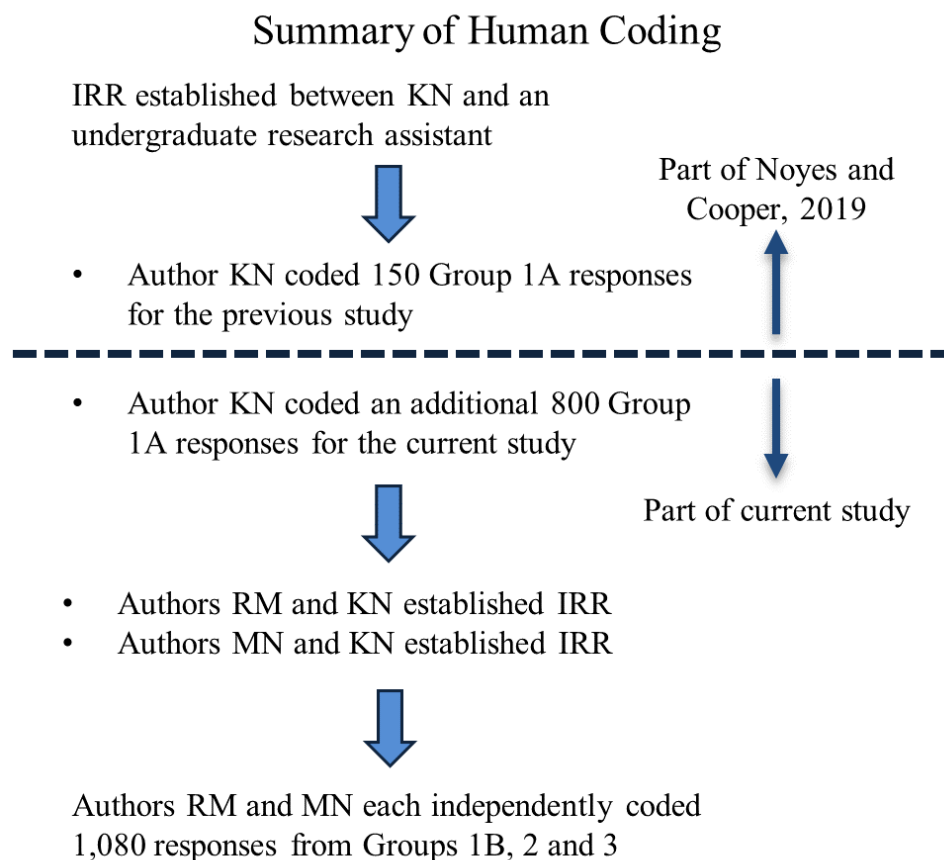 Summary of Human Coding
IRR established between KN and an
undergraduate research assistant
Part of Noyes and
Cooper, 2019
• Author KN coded 150 Group 1A responses
for the previous study
• Author KN coded an additional 800 Group
1A responses for the current study
Part of current study
• Authors RM and KN established IRR
• Authors MN and KN established IRR
Authors RM and MN each independently coded
1,080 responses from Groups 1B, 2 and 3